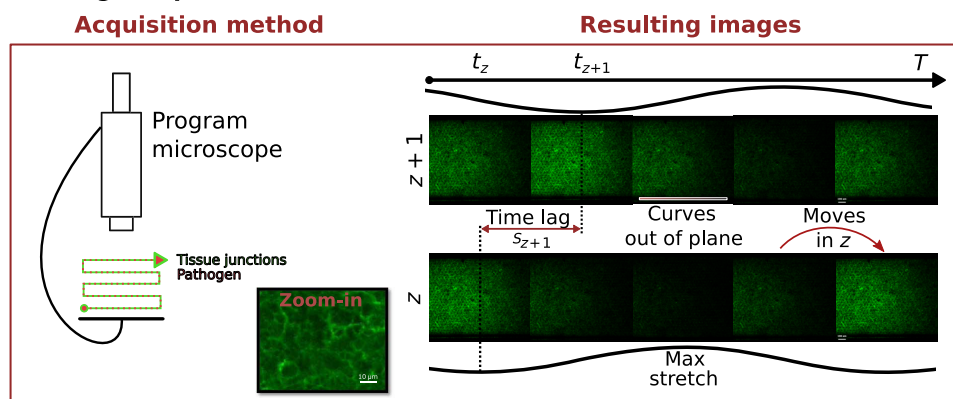 Acquisition method
Resulting images
Program
microscope
Tissue junctions
Pathogen
Zoom-in
10 μm
t_z
t_{z+1}
T
z + 1
Time lag
s_{z+1}
Curves
out of plane
Moves
in z
z
Max
stretch